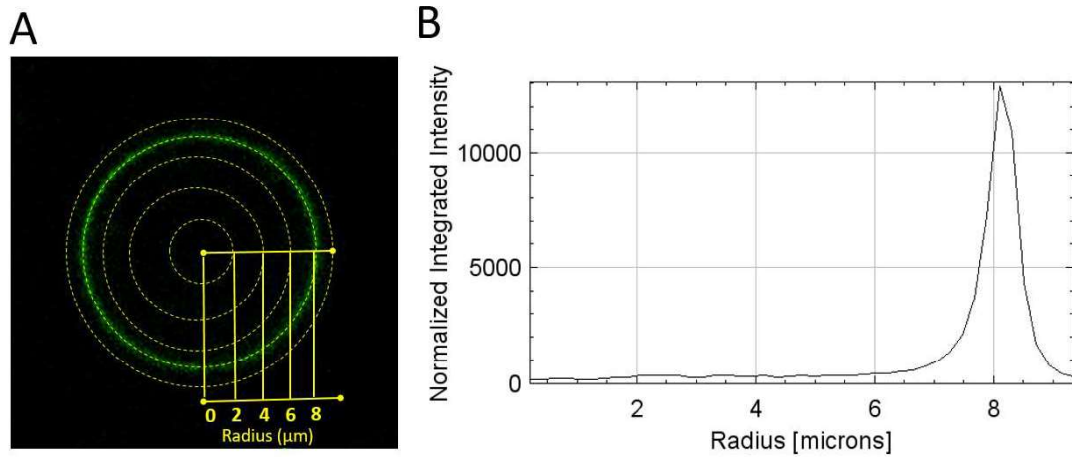 A
0 2 4 6 8
Radius (μm)
B
Normalized Integrated Intensity
10000
5000
0
2 4 6 8
Radius [microns]